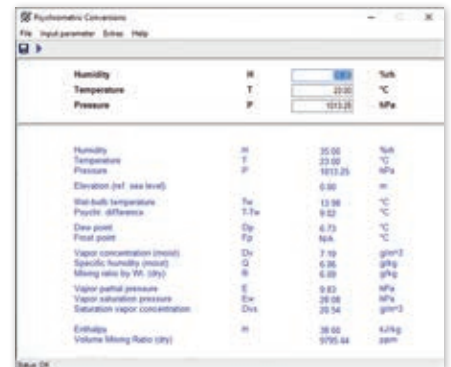 Psychrometric Conversions
File Input parameter Extras Help
Humidity H %rh
Temperature T 23.00 °C
Pressure P 1013.25 hPa
Humidity H 35.00 %rh
Temperature T 23.00 °C
Pressure P 1013.25 hPa
Elevation (ref. sea level) 0.00 m
Wet-bulb temperature Tw 13.98 °C
Psychr. difference T-Tw 9.02 °C
Dew point Dp 6.73 °C
Frost point Fp N/A °C
Vapor concentration (moist) Dv 7.19 g/m^3
Specific humidity (moist) Q 6.06 g/kg
Mixing ratio by Wt. (dry) R 6.09 g/kg
Vapor partial pressure E 9.83 hPa
Vapor saturation pressure Ew 28.08 hPa
Saturation vapor concentration Dvs 20.54 g/m^3
Enthalpy H 38.60 kJ/kg
Volume Mixing Ratio (dry) 9795.44 ppm
Status: OK